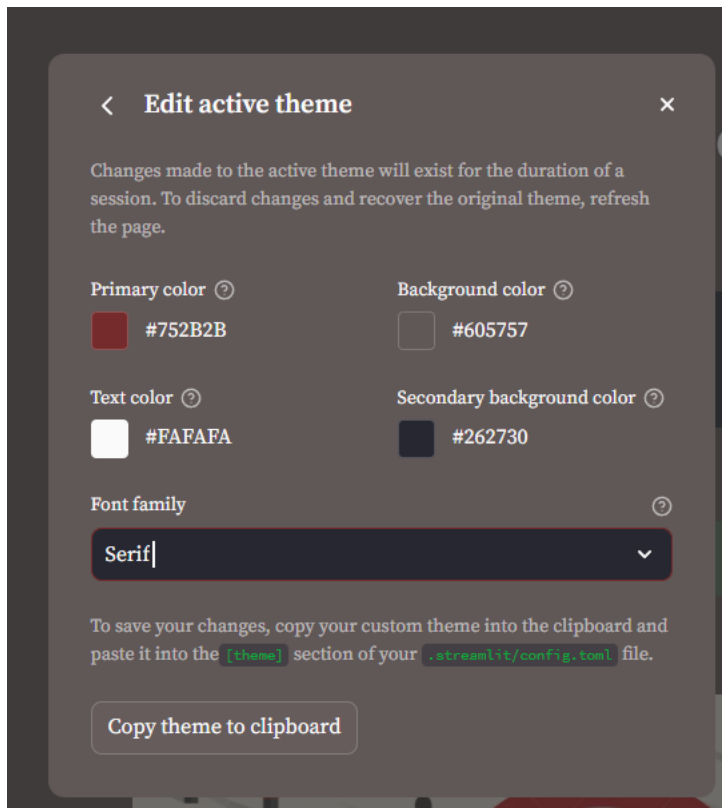 Edit active theme
Changes made to the active theme will exist for the duration of a
session. To discard changes and recover the original theme, refresh
the page.
Primary color
Background color
#752B2B
#605757
Text color
Secondary background color
#FAFAFA
#262730
Font family
Serif
To save your changes, copy your custom theme into the clipboard and
paste it into the [theme] section of your .streamlit/config.toml file.
Copy theme to clipboard